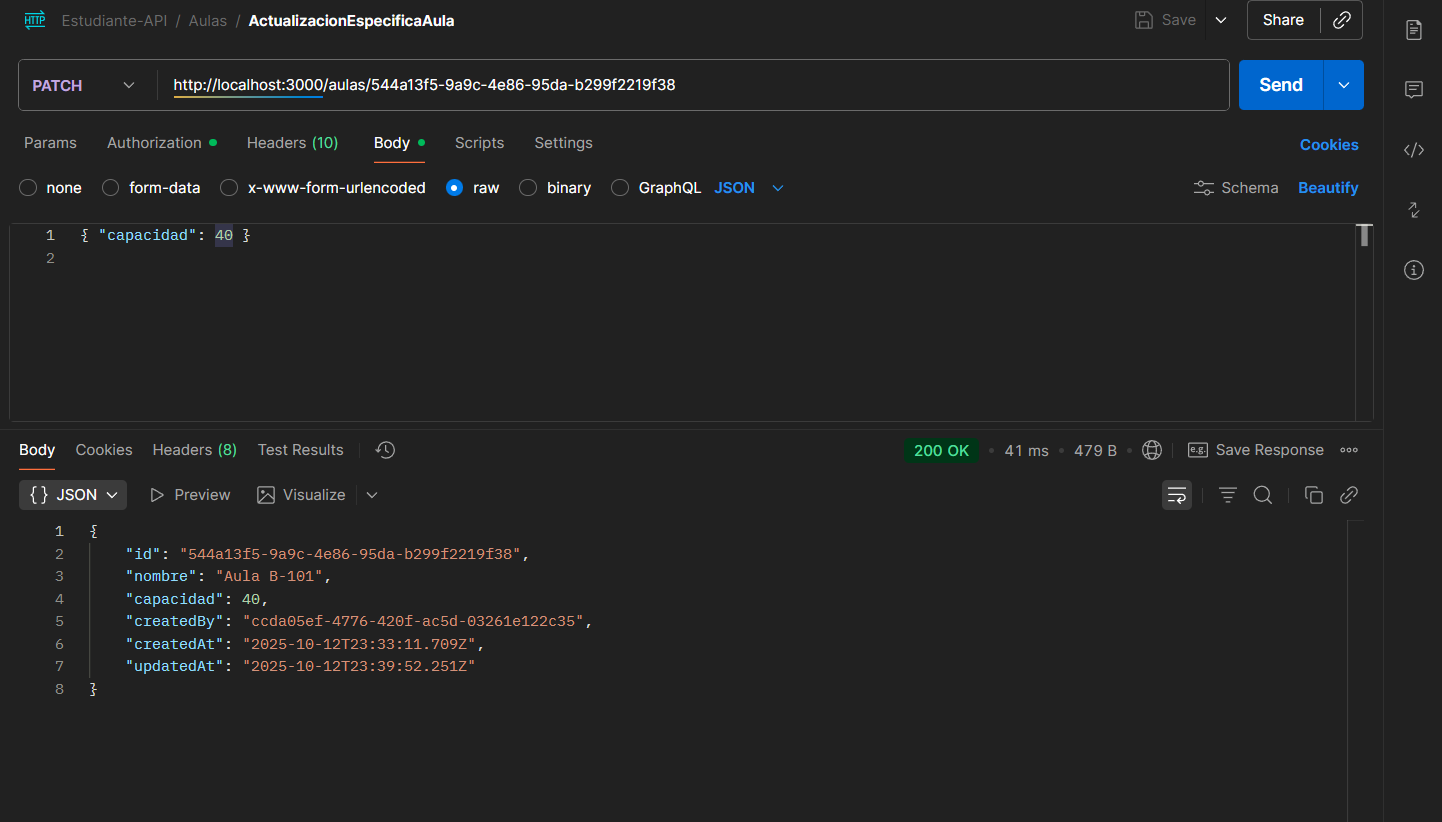 HTTP Estudiante-API / Aulas / ActualizacionEspecificaAula Save Share
PATCH http://localhost:3000/aulas/544a13f5-9a9c-4e86-95da-b299f2219f38 Send
Params Authorization Headers (10) Body Scripts Settings Cookies
none form-data x-www-form-urlencoded raw binary GraphQL JSON Schema Beautify
1 { "capacidad": 40 }
2
Body Cookies Headers (8) Test Results 200 OK • 41 ms • 479 B • e.g. Save Response
{} JSON Preview Visualize
1 {
2 "id": "544a13f5-9a9c-4e86-95da-b299f2219f38",
3 "nombre": "Aula B-101",
4 "capacidad": 40,
5 "createdBy": "ccda05ef-4776-420f-ac5d-03261e122c35",
6 "createdAt": "2025-10-12T23:33:11.709Z",
7 "updatedAt": "2025-10-12T23:39:52.251Z"
8 }